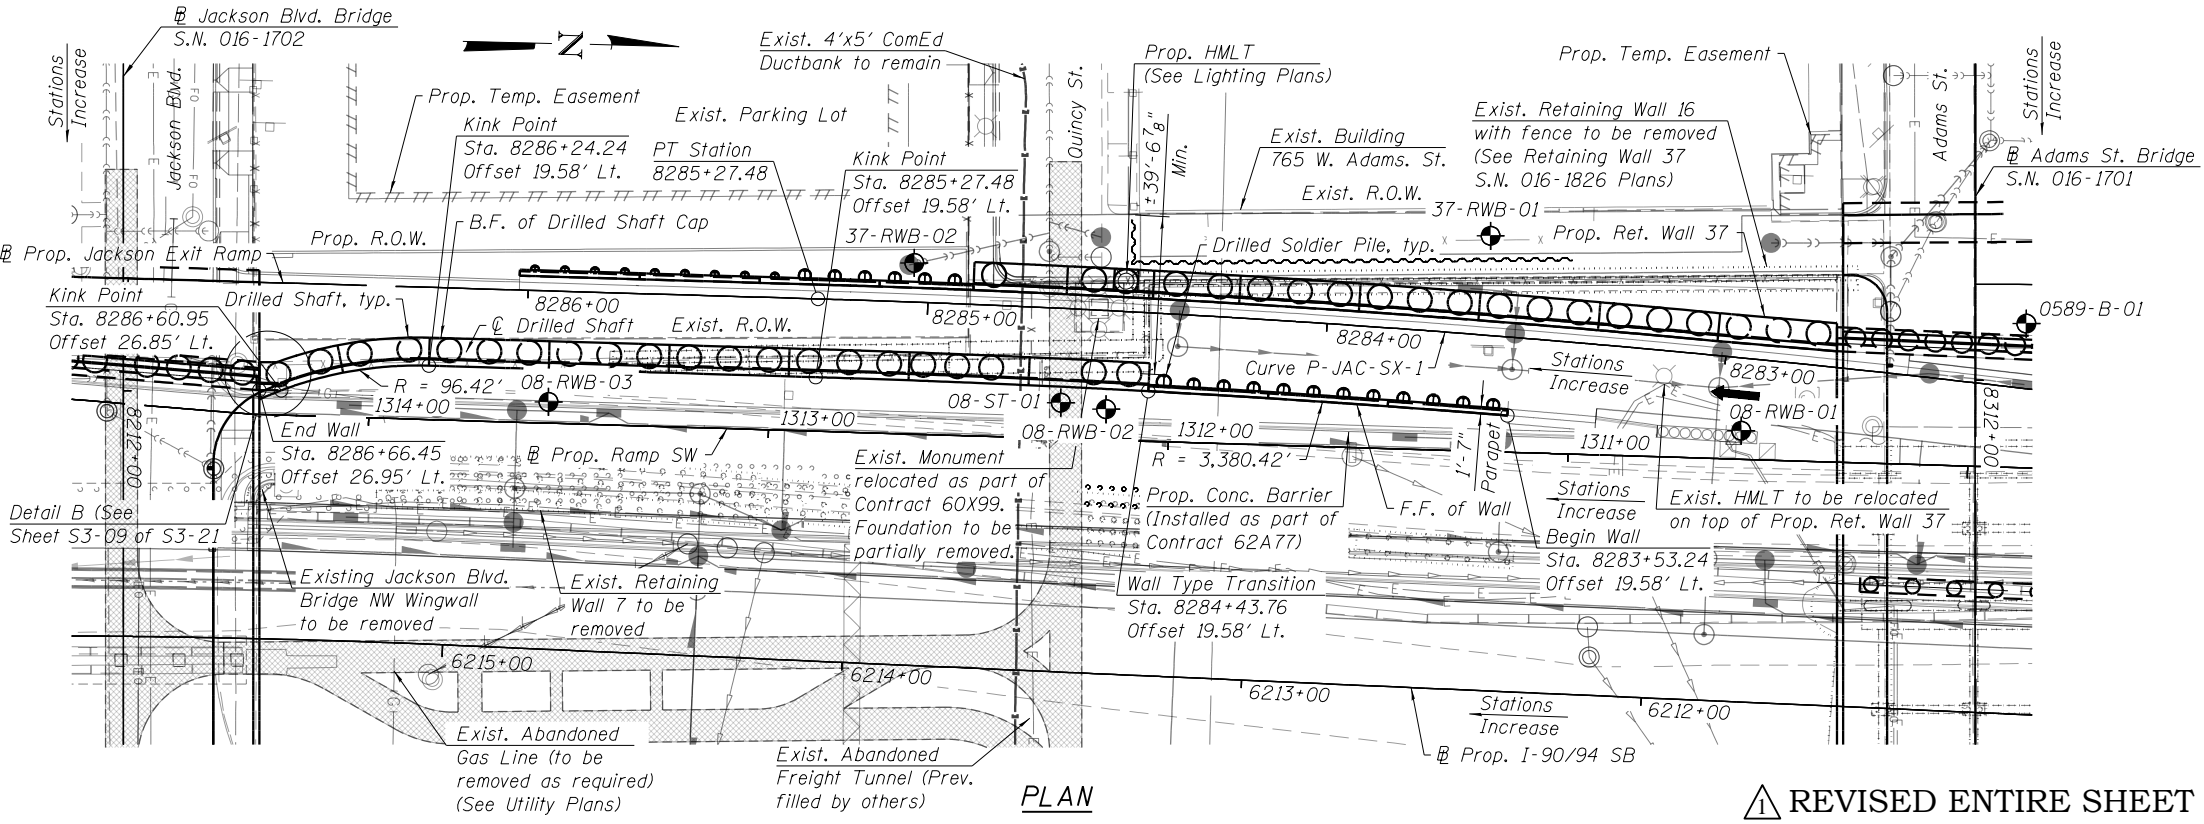 ℄ Jackson Blvd. Bridge
S.N. 016-1702
Stations
Increase
Jackson Blvd.
N
Exist. 4'x5' ComEd
Ductbank to remain
Quincy St.
Prop. HMLT
(See Lighting Plans)
±39'-6⅞"
Min.
Prop. Temp. Easement
Adams St.
Stations
Increase
℄ Adams St. Bridge
S.N. 016-1701
Prop. Temp. Easement
Exist. Parking Lot
Kink Point
Sta. 8286+24.24
Offset 19.58' Lt.
PT Station
8285+27.48
Kink Point
Sta. 8285+27.48
Offset 19.58' Lt.
37-RWB-02
Exist. Building
765 W. Adams. St.
Exist. R.O.W.
Exist. Retaining Wall 16
with fence to be removed
(See Retaining Wall 37
S.N. 016-1826 Plans)
37-RWB-01
Prop. Ret. Wall 37
Drilled Soldier Pile, typ.
B.F. of Drilled Shaft Cap
Prop. R.O.W.
℄ Prop. Jackson Exit Ramp
Kink Point
Sta. 8286+60.95
Offset 26.85' Lt.
Drilled Shaft, typ.
℄ Drilled Shaft
Exist. R.O.W.
8286+00
8285+00
8284+00
8283+00
0589-B-01
Curve P-JAC-SX-1
Stations
Increase
R = 96.42'
08-RWB-03
08-ST-01
08-RWB-02
08-RWB-01
8212+00
8312+00
1314+00
1313+00
1312+00
1311+00
End Wall
Sta. 8286+66.45
Offset 26.95' Lt.
℄ Prop. Ramp SW
Exist. Monument
relocated as part of
Contract 60X99.
Foundation to be
partially removed.
R = 3,380.42'
1'-7"
Parapet
Prop. Conc. Barrier
(Installed as part of
Contract 62A77)
F.F. of Wall
Stations
Increase
Exist. HMLT to be relocated
on top of Prop. Ret. Wall 37
Begin Wall
Sta. 8283+53.24
Offset 19.58' Lt.
Detail B (See
Sheet S3-09 of S3-21
Existing Jackson Blvd.
Bridge NW Wingwall
to be removed
Exist. Retaining
Wall 7 to be
removed
Wall Type Transition
Sta. 8284+43.76
Offset 19.58' Lt.
6215+00
6214+00
6213+00
6212+00
Stations
Increase
℄ Prop. I-90/94 SB
Exist. Abandoned
Gas Line (to be
removed as required)
(See Utility Plans)
Exist. Abandoned
Freight Tunnel (Prev.
filled by others)
PLAN
1 REVISED ENTIRE SHEET